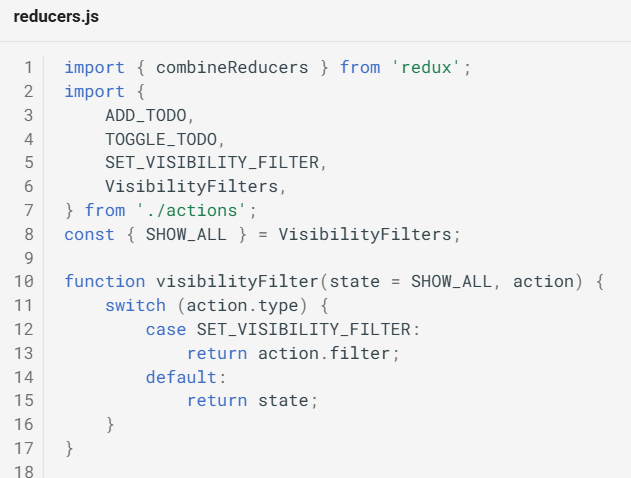 reducers.js
1 import { combineReducers } from 'redux';
2 import {
3     ADD_TODO,
4     TOGGLE_TODO,
5     SET_VISIBILITY_FILTER,
6     VisibilityFilters,
7 } from './actions';
8 const { SHOW_ALL } = VisibilityFilters;
9
10 function visibilityFilter(state = SHOW_ALL, action) {
11     switch (action.type) {
12         case SET_VISIBILITY_FILTER:
13             return action.filter;
14         default:
15             return state;
16     }
17 }
18